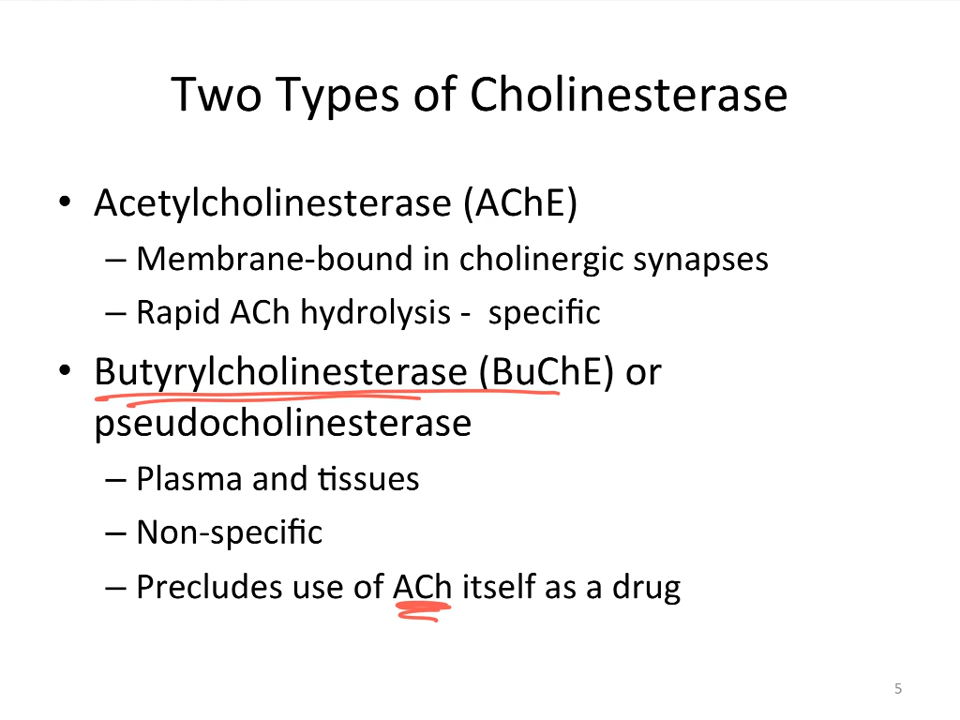 Two Types of Cholinesterase
• Acetylcholinesterase (AChE)
– Membrane-bound in cholinergic synapses
– Rapid ACh hydrolysis - specific
• Butyrylcholinesterase (BuChE) or
pseudocholinesterase
– Plasma and tissues
– Non-specific
– Precludes use of ACh itself as a drug
5